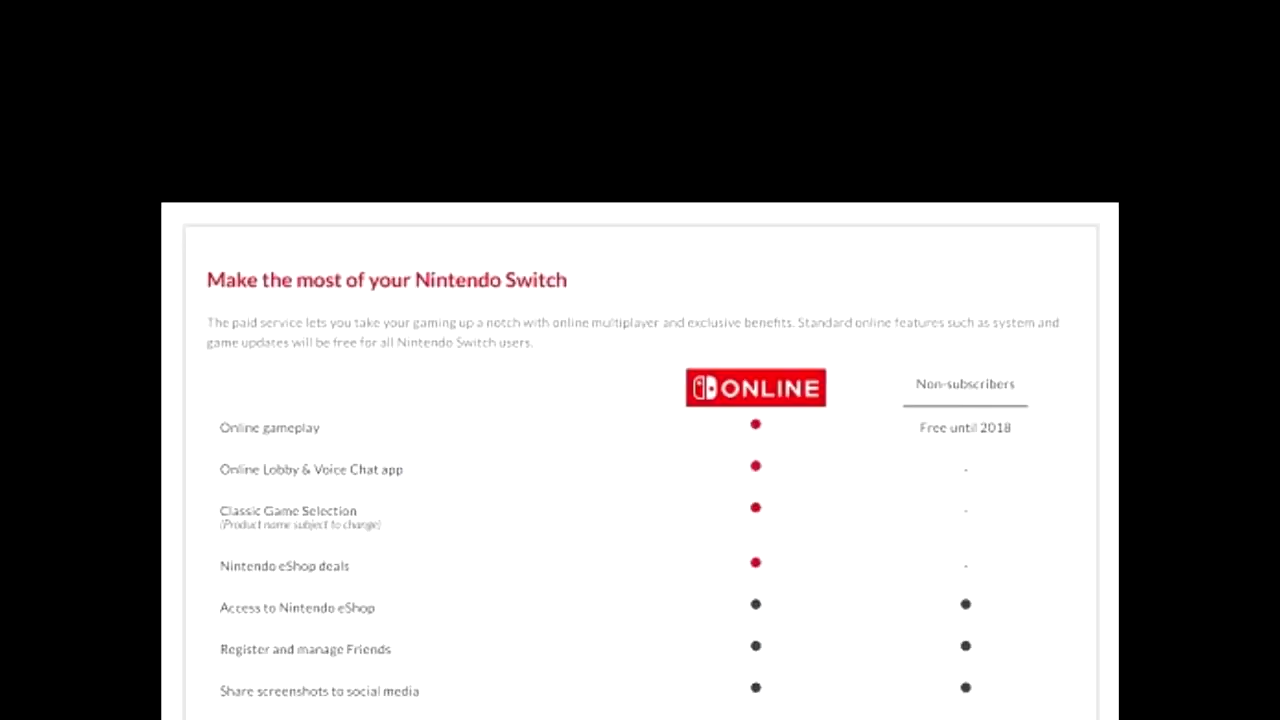 Make the most of your Nintendo Switch
The paid service lets you take your gaming up a notch with online multiplayer and exclusive benefits. Standard online features such as system and
game updates will be free for all Nintendo Switch users.
ONLINE Non-subscribers
Online gameplay Free until 2018
Online Lobby & Voice Chat app -
Classic Game Selection -
(Product name subject to change)
Nintendo eShop deals -
Access to Nintendo eShop
Register and manage Friends
Share screenshots to social media